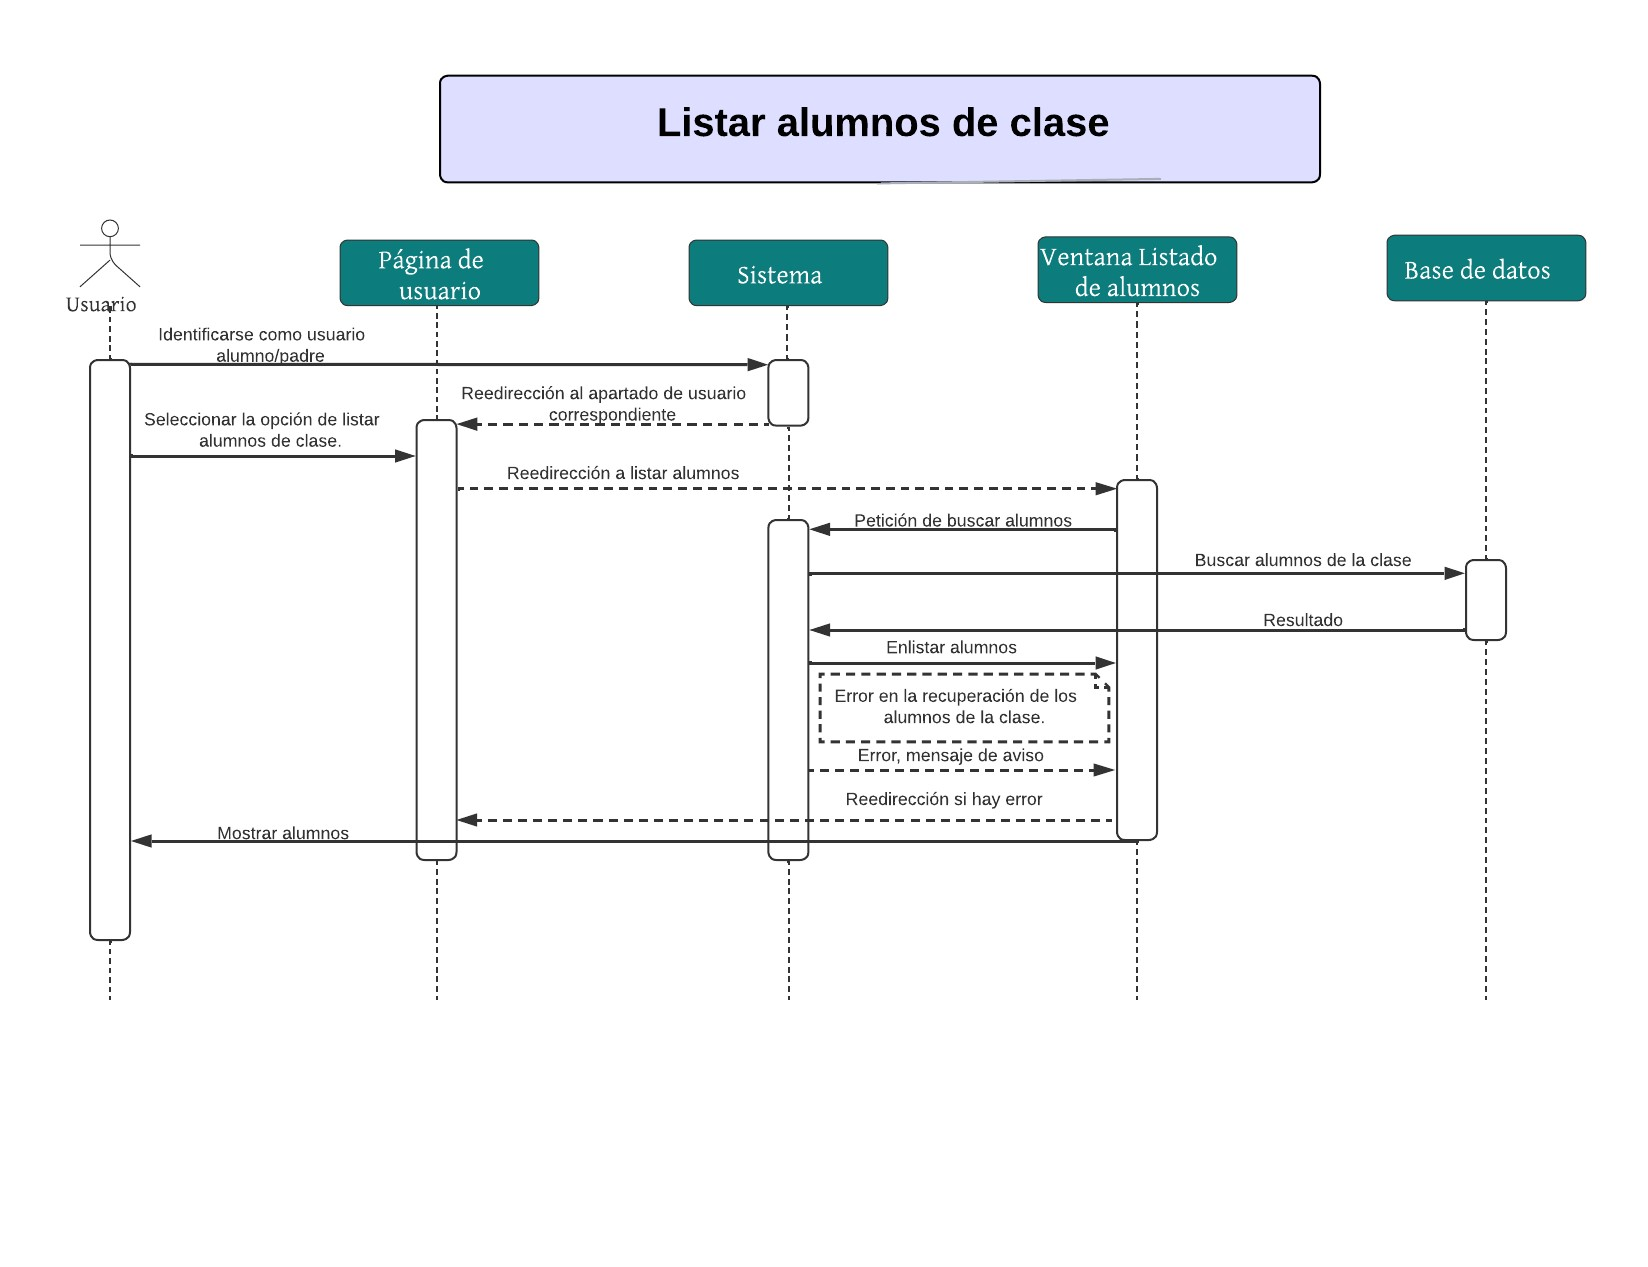 Listar alumnos de clase
Usuario
Página de
usuario
Sistema
Ventana Listado
de alumnos
Base de datos
Identificarse como usuario
alumno/padre
Reedirección al apartado de usuario
correspondiente
Seleccionar la opción de listar
alumnos de clase.
Reedirección a listar alumnos
Petición de buscar alumnos
Buscar alumnos de la clase
Resultado
Enlistar alumnos
Error en la recuperación de los
alumnos de la clase.
Error, mensaje de aviso
Reedirección si hay error
Mostrar alumnos